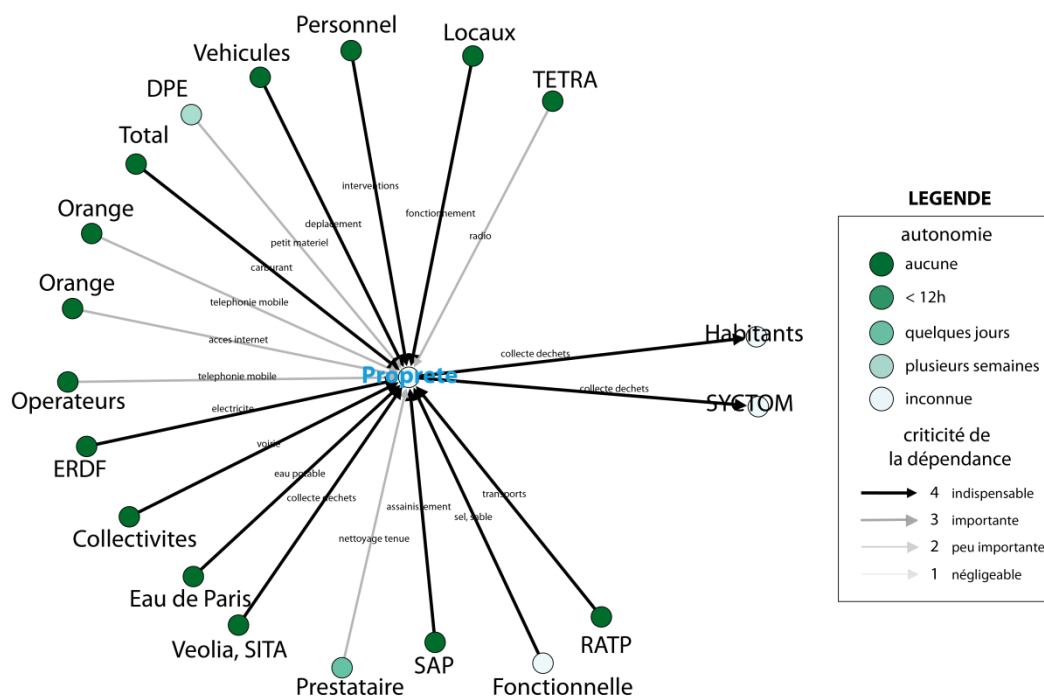 Personnel
Locaux
Vehicules
TETRA
DPE
Total
Orange
Orange
Operateurs
ERDF
Collectivites
Eau de Paris
Veolia, SITA
Prestataire
SAP
Fonctionnelle
RATP
Habitants
SYCTOM
Proprete
interventions
fonctionnement
deplacement
radio
petit materiel
carburant
telephonie mobile
acces internet
telephonie mobile
electricite
voirie
eau potable
collecte dechets
nettoyage tenue
assainissement
sel, sable
transports
collecte dechets
collecte dechets
LEGENDE
autonomie
aucune
< 12h
quelques jours
plusieurs semaines
inconnue
criticité de
la dépendance
4 indispensable
3 importante
2 peu importante
1 négligeable